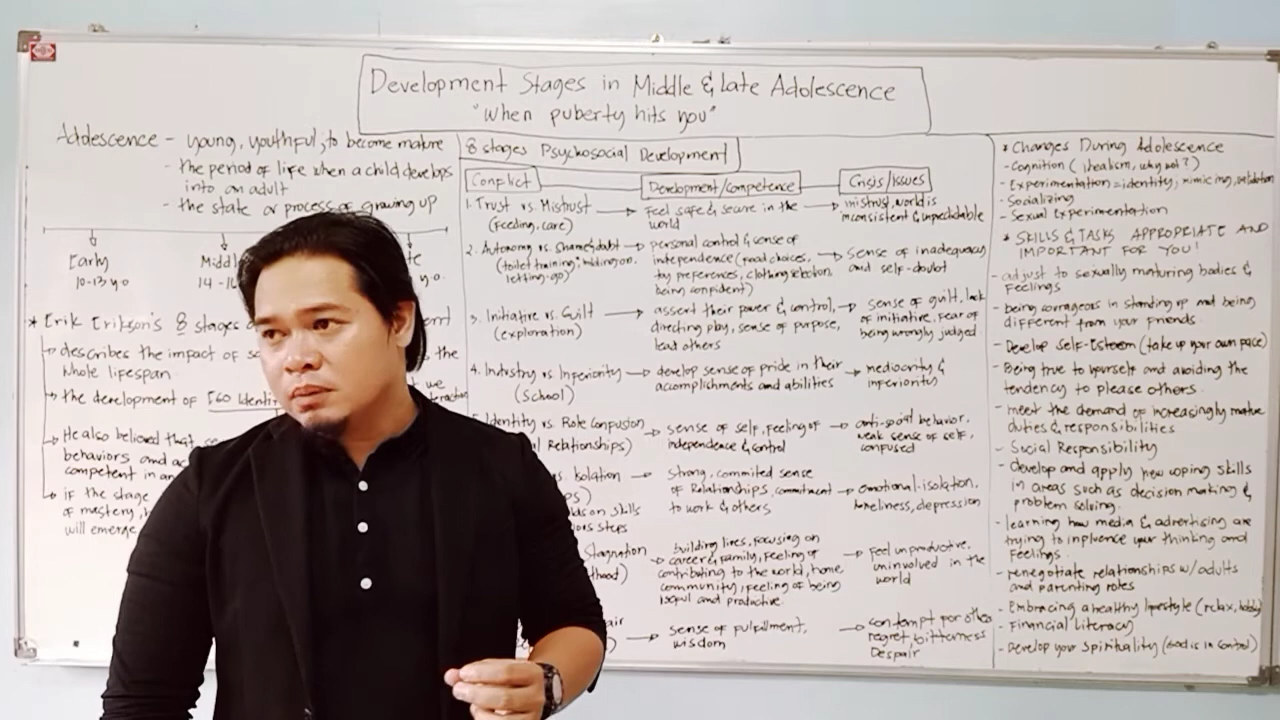 Development Stages in Middle & Late Adolescence
"when puberty hits you"
Adolescence - young, youthful, to become mature
- the period of life when a child develops
into an adult
- the state or process of growing up
Early
10-13 yo
Middl
14 -
y.o.
* Erik Erikson's 8 stages
describes the impact of so
the
whole lifespan
the development of EGO Identi
we
He also believed that
behaviors and ac
competent in an
if the stage
of mastery,
will emerge
8 stages Psychosocial Development
Conflict
Development/competence
Crisis/Issues
1. Trust vs. Mistrust
(Feeding, care)
Feel safe & secure in the
world
mistrust, world is
inconsistent & unpredictable
2. Autonomy vs. Shame & doubt
(toilet training, holding on,
letting-go)
personal control & sense of
independence (food choices,
toy preferences, clothing selection,
being confident)
Sense of inadequacy
and self-doubt
3. Initiative vs. Guilt
(exploration)
assert their power & control,
directing play, sense of purpose,
lead others
sense of guilt, lack
of initiative, fear of
being wrongly judged
4. Industry vs. Inferiority
(School)
develop sense of pride in their
accomplishments and abilities
mediocrity &
inferiority
Identity vs. Role Confusion
Relationships)
sense of self, feeling of
independence & control
anti-social behavior,
weak sense of self,
confused
Isolation
strong, commited sense
of Relationships, commitment
to work & others
emotional-isolation,
loneliness, depression
on skills
steps
Stagnation
hood)
building lives, focusing on
career & family, feeling of
contributing to the world, home
community, feeling of being
useful and productive
feel unproductive,
uninvolved in the
world
air
sense of fulfillment,
wisdom
contempt for other
regret, bitterness
Despair
* Changes During Adolescence
- Cognition (idealism, why not?)
- Experimentation = identity, mimicing, validation
- Socializing
- Sexual Experimentation
* SKILLS & TASKS APPROPRIATE AND
IMPORTANT FOR YOU!
- adjust to sexually maturing bodies &
feelings
- being courageous in standing up and being
different from your friends.
- Develop self-Esteem (take up your own pace)
- Being true to yourself and avoiding the
tendency to please others
- meet the demand of increasingly mature
duties & responsibilities
- Social Responsibility
- develop and apply new coping skills
in areas such as decision making &
problem solving.
- learning how media & advertising are
trying to influence your thinking and
feelings.
- renegotiate relationships w/ adults
and parenting roles
- Embracing a healthy lifestyle (relax, hobby)
- Financial Literacy
- Develop your Spirituality (God is in control)